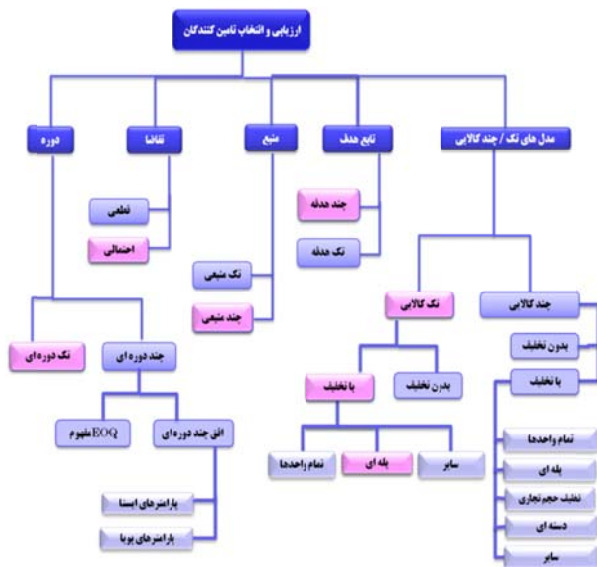 ارزیابی و انتخاب تامین کنندگان
مدل های تک / چند کالایی
تابع هدف
منبع
تقاضا
دوره
چند هدفه
تک هدفه
قطعی
احتمالی
تک منبعی
چند منبعی
تک کالایی
چند کالایی
تک دوره ای
چند دوره ای
بدون تخفیف
با تخفیف
بدون تخفیف
با تخفیف
افق چند دوره ای
مفهوم EOQ
سایر
پله ای
تمام واحدها
تمام واحدها
پله ای
تخفیف حجم تجاری
دسته ای
سایر
پارامترهای ایستا
پارامترهای پویا